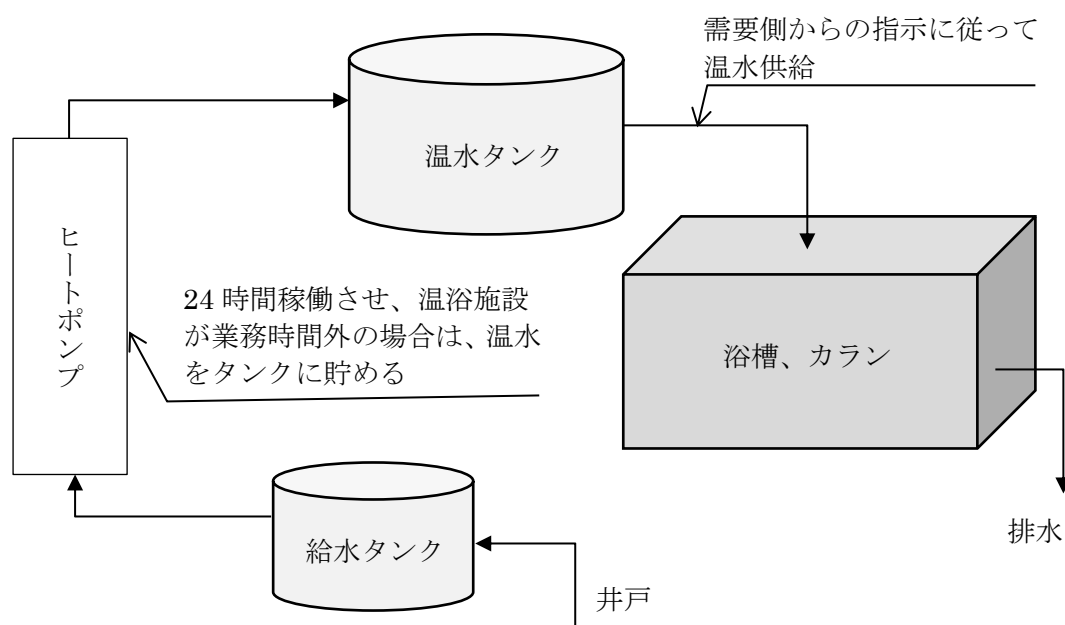 需要側からの指示に従って
温水供給
温水タンク
ヒートポンプ
24 時間稼働させ、温浴施設
が業務時間外の場合は、温水
をタンクに貯める
浴槽、カラン
給水タンク
排水
井戸